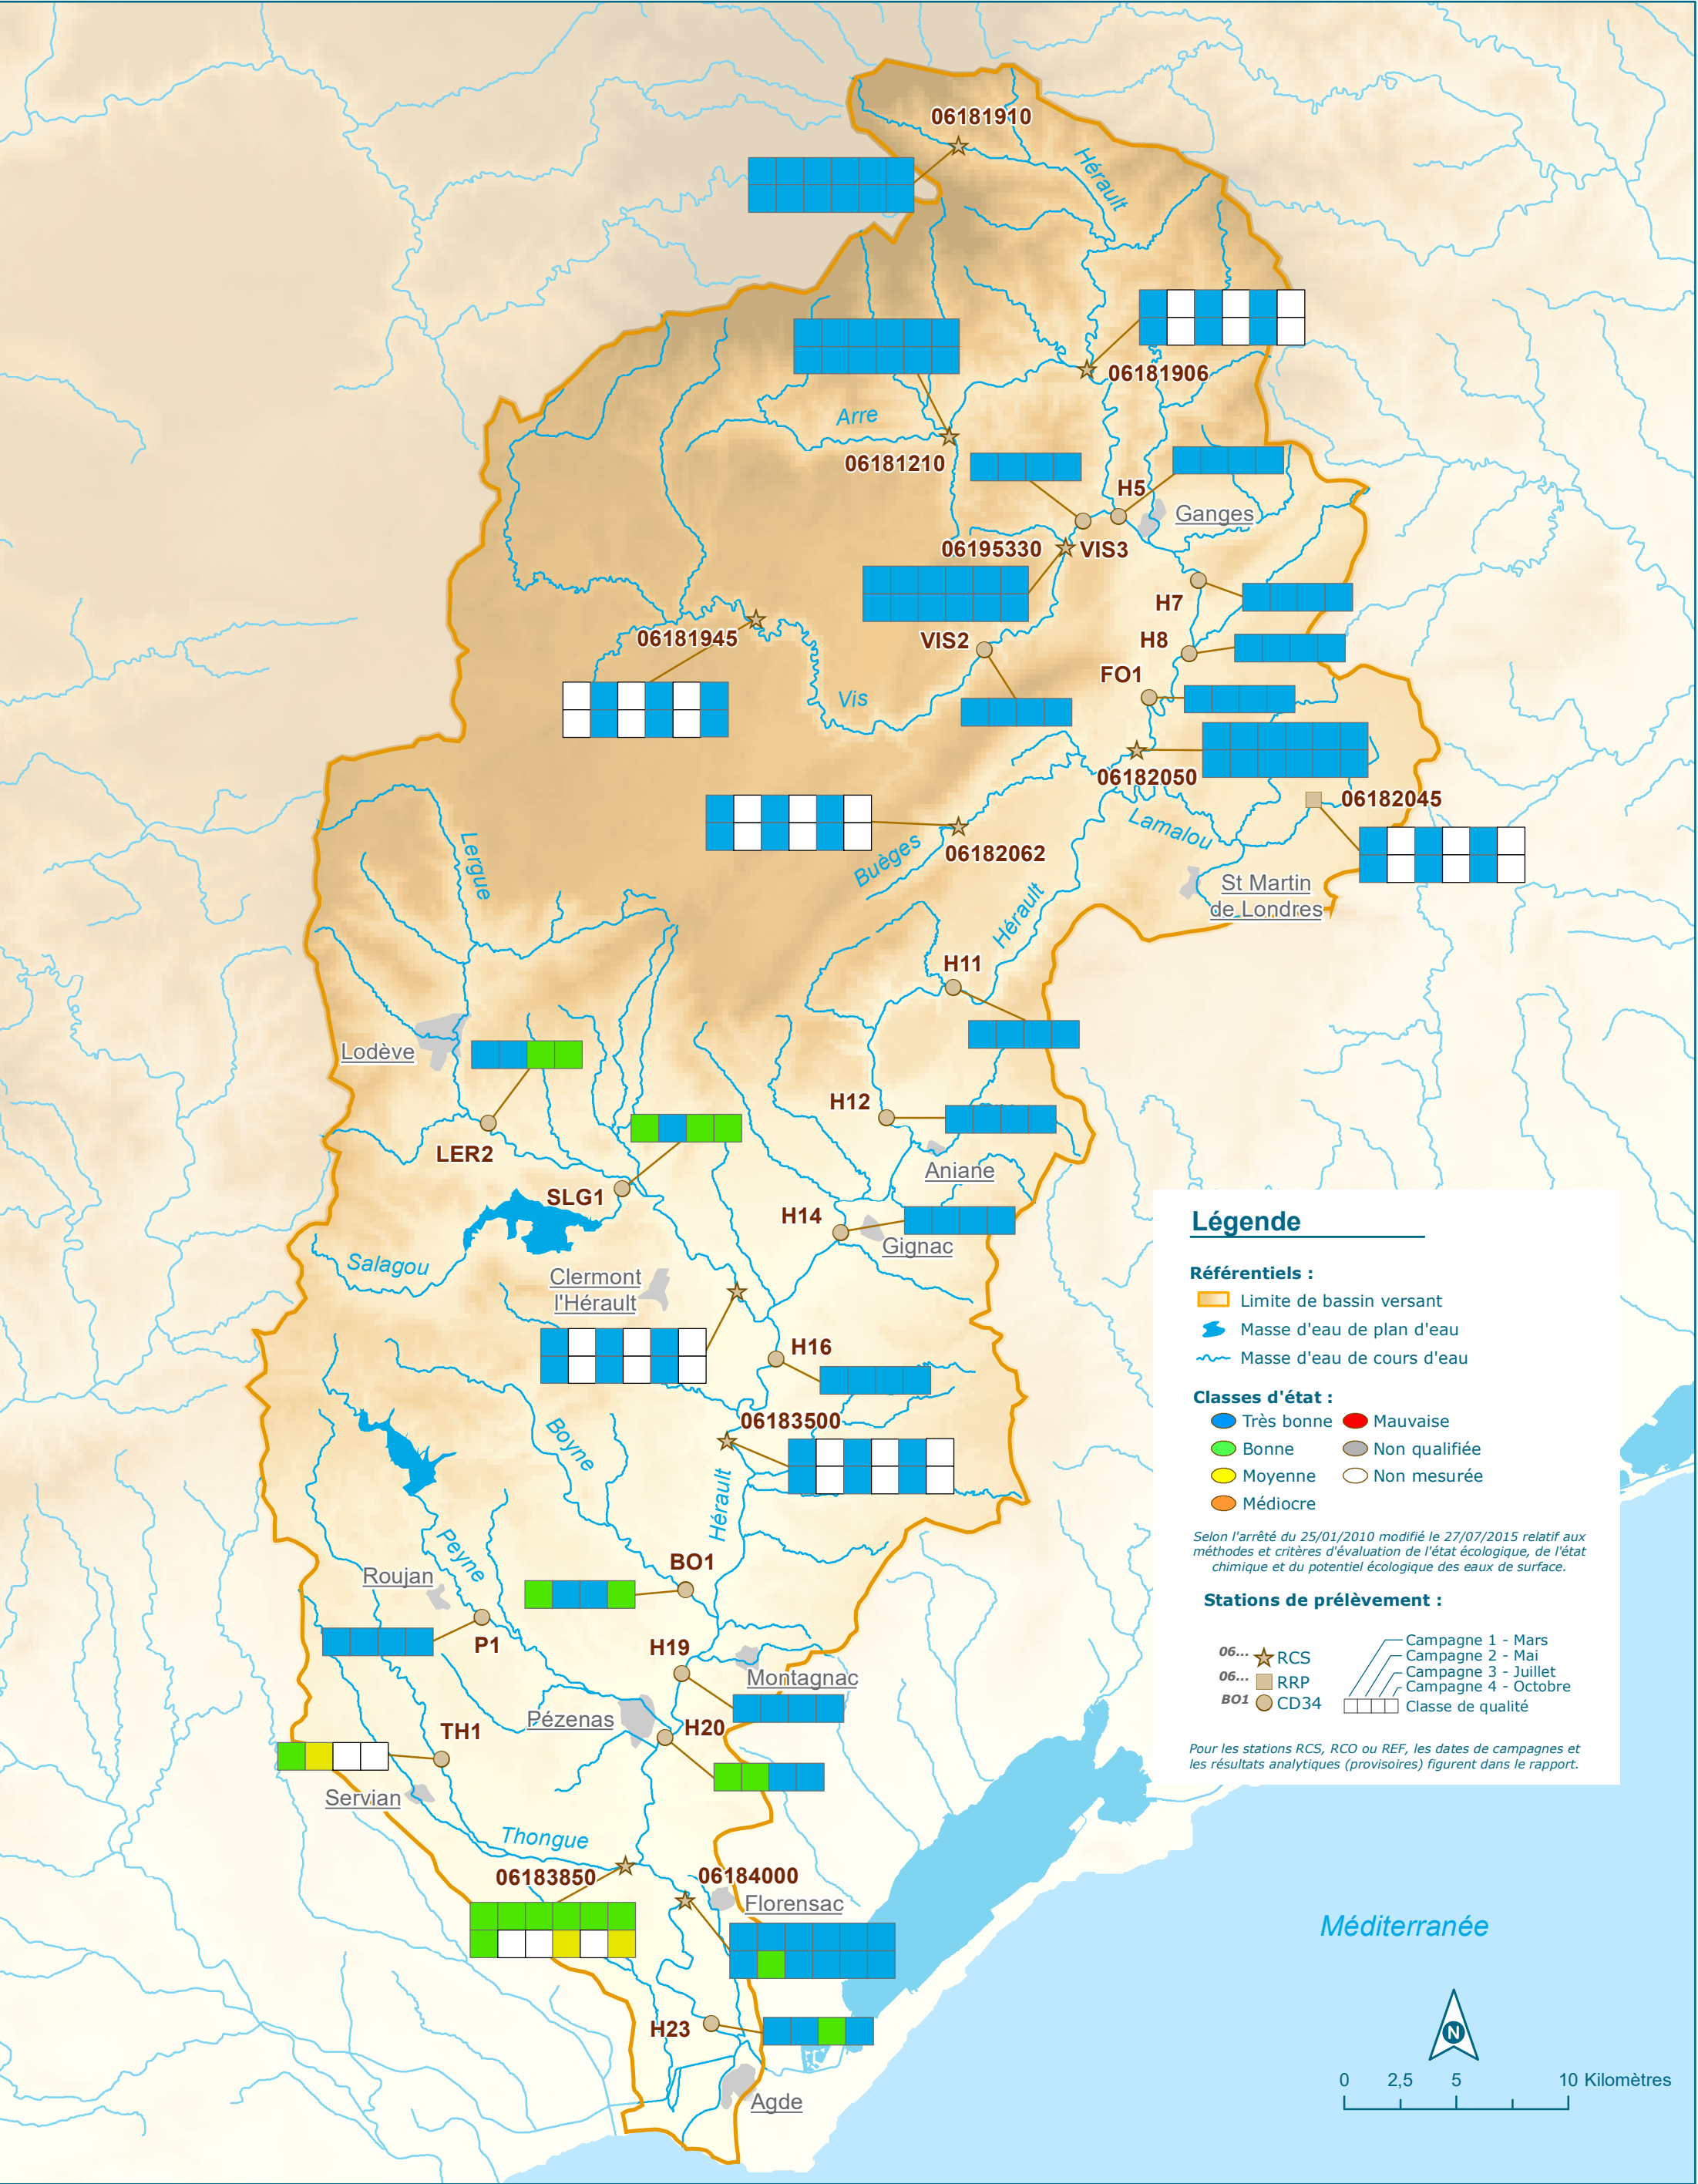 06181910
Hérault
06181906
Arre
06181210
H5
Ganges
06195330
VIS3
H7
06181945
VIS2
H8
FO1
Vis
06182050
06182045
Lamalou
Lergue
Buèges
06182062
St Martin
de Londres
Hérault
H11
Lodève
H12
LER2
Aniane
SLG1
H14
Gignac
Salagou
Clermont
l'Hérault
H16
06183500
Boyne
Hérault
Peyne
BO1
Roujan
P1
H19
Montagnac
Pézenas
H20
TH1
Servian
Thongue
06183850
06184000
Florensac
H23
Agde
Méditerranée
Légende
Référentiels :
Limite de bassin versant
Masse d'eau de plan d'eau
Masse d'eau de cours d'eau
Classes d'état :
Très bonne
Mauvaise
Bonne
Non qualifiée
Moyenne
Non mesurée
Médiocre
Selon l'arrêté du 25/01/2010 modifié le 27/07/2015 relatif aux
méthodes et critères d'évaluation de l'état écologique, de l'état
chimique et du potentiel écologique des eaux de surface.
Stations de prélèvement :
06... RCS
06... RRP
BO1 CD34
Campagne 1 - Mars
Campagne 2 - Mai
Campagne 3 - Juillet
Campagne 4 - Octobre
Classe de qualité
Pour les stations RCS, RCO ou REF, les dates de campagnes et
les résultats analytiques (provisoires) figurent dans le rapport.
N
0 2,5 5 10 Kilomètres